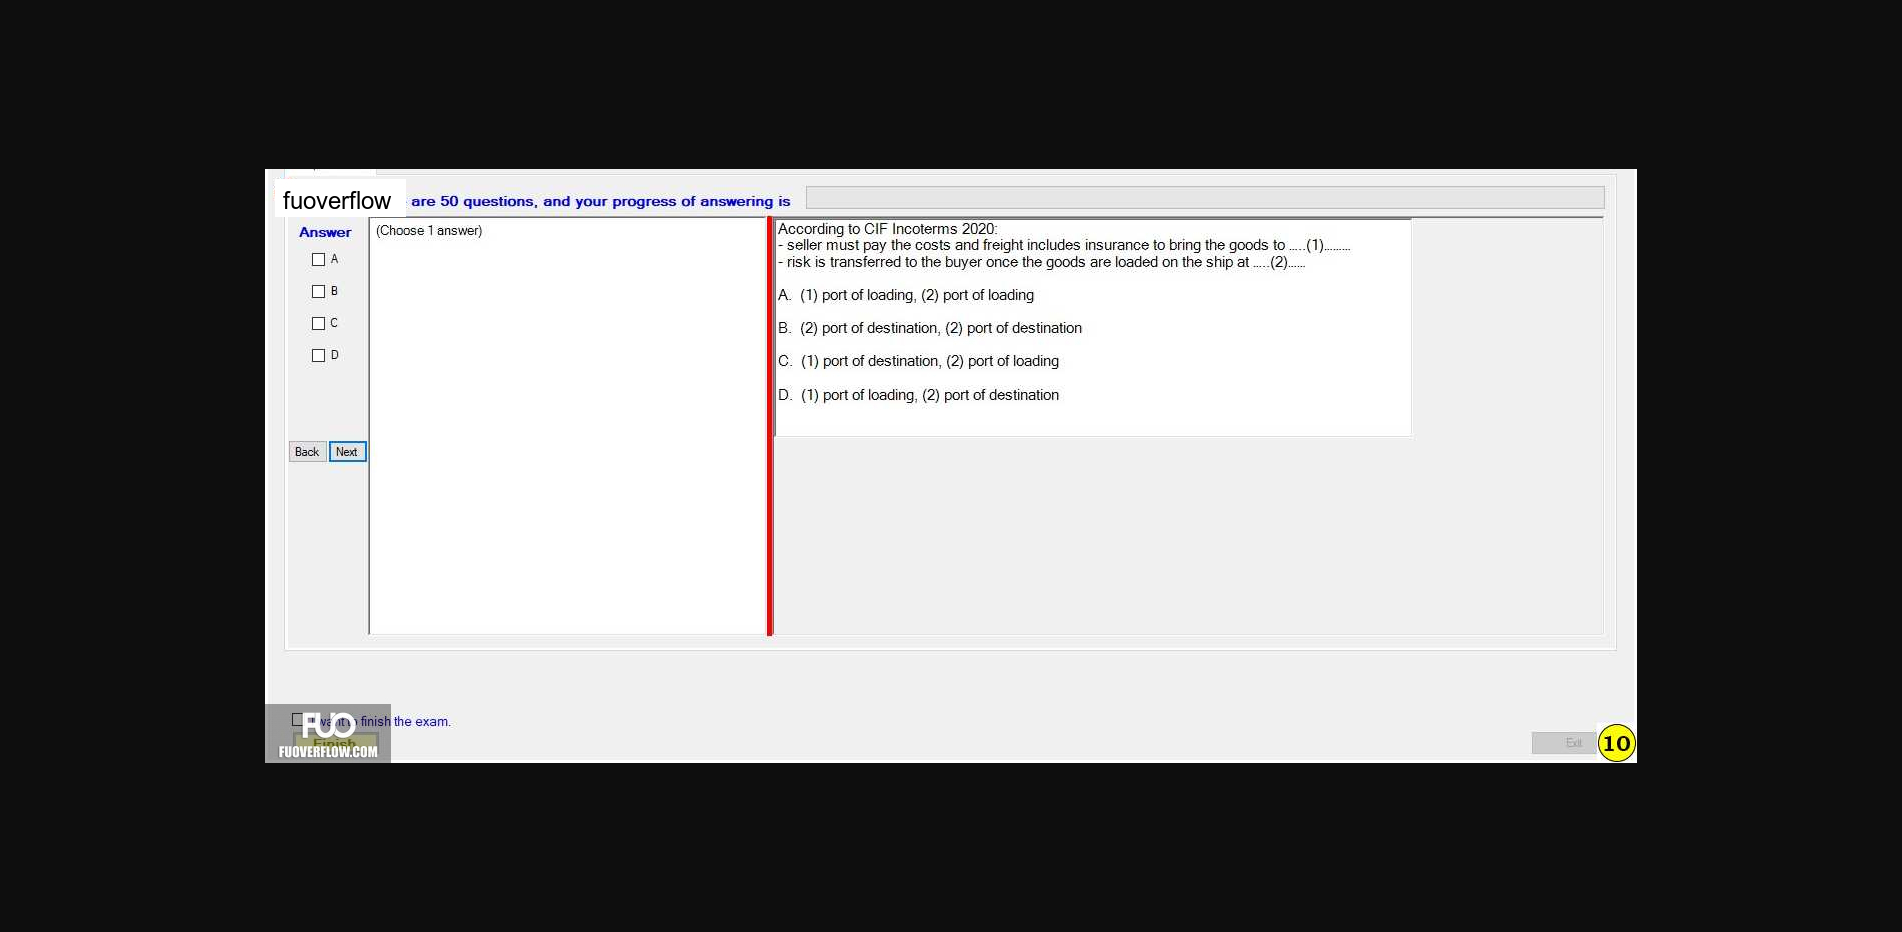 fuoverflow are 50 questions, and your progress of answering is
Answer
A
B
C
D
Back Next
(Choose 1 answer)
According to CIF Incoterms 2020:
- seller must pay the costs and freight includes insurance to bring the goods to .....(1).........
- risk is transferred to the buyer once the goods are loaded on the ship at .....(2)......
A. (1) port of loading, (2) port of loading
B. (2) port of destination, (2) port of destination
C. (1) port of destination, (2) port of loading
D. (1) port of loading, (2) port of destination
I want to finish the exam.
Finish
FUO
FUOVERFLOW.COM
Exit
10